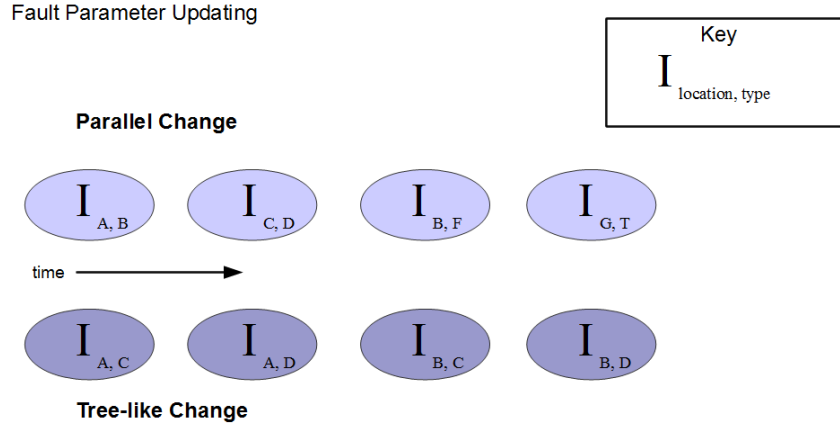 Fault Parameter Updating
Key
I location, type
Parallel Change
I A, B
I C, D
I B, F
I G, T
time
I A, C
I A, D
I B, C
I B, D
Tree-like Change